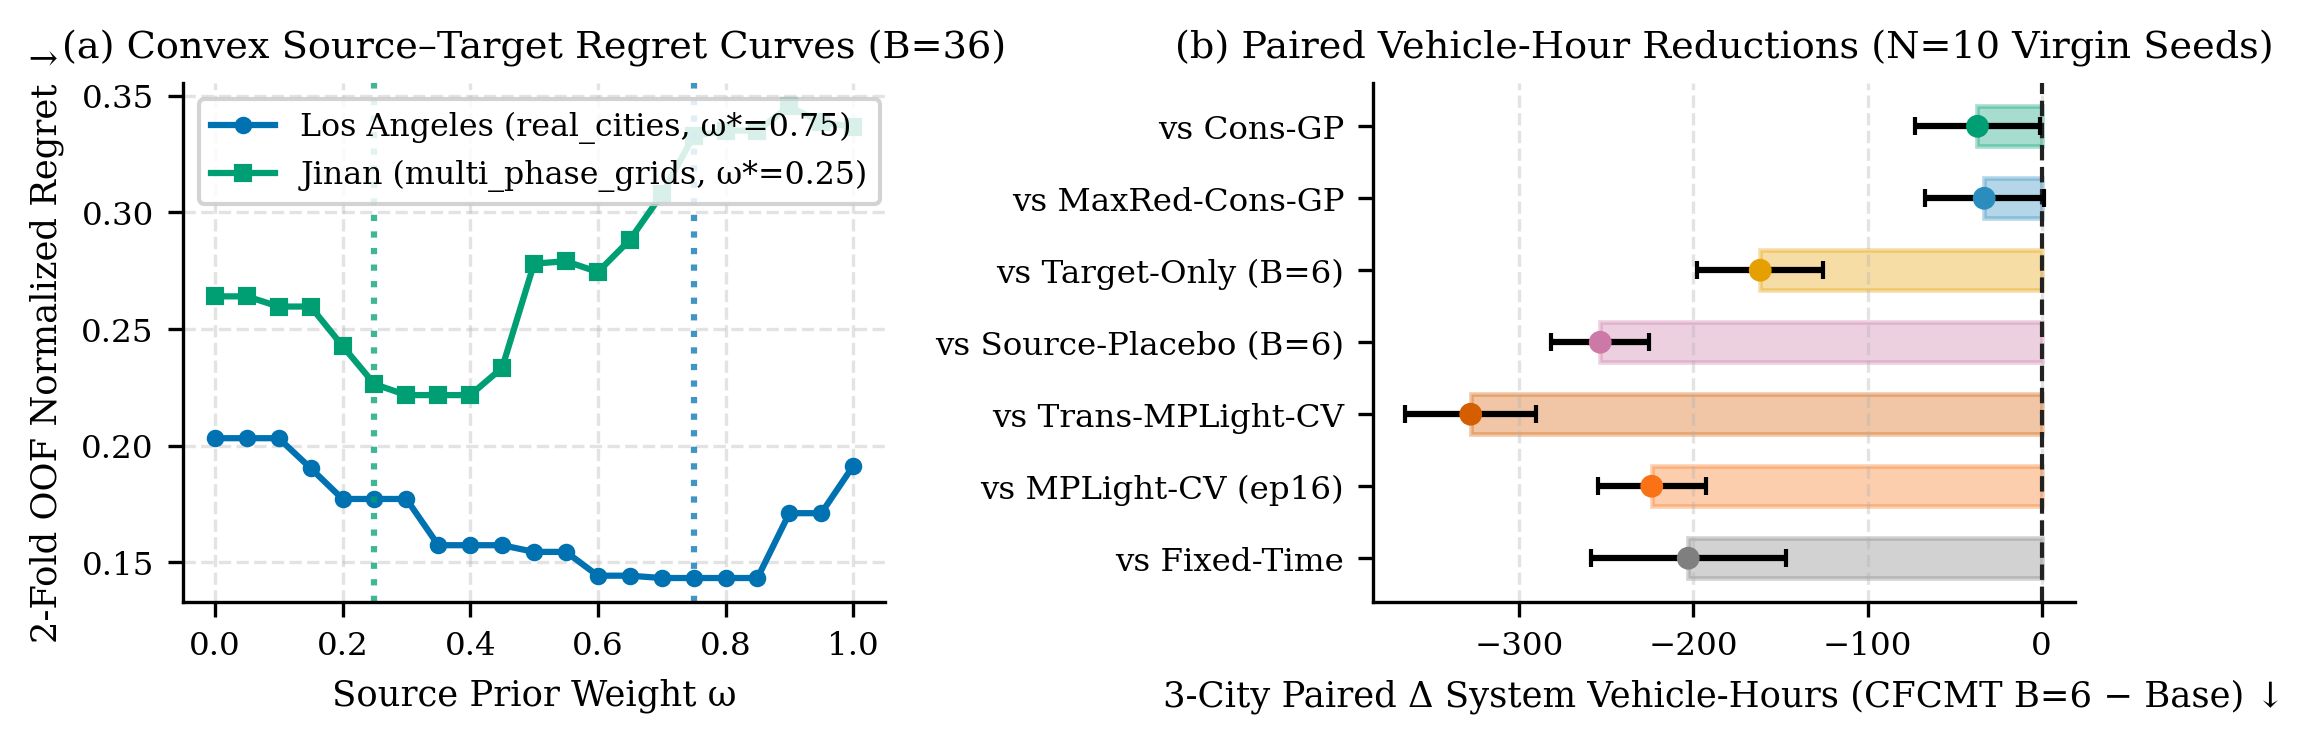 (a) Convex Source–Target Regret Curves (B=36)
2-Fold OOF Normalized Regret →
0.35
0.30
0.25
0.20
0.15
Los Angeles (real_cities, ω*=0.75)
Jinan (multi_phase_grids, ω*=0.25)
0.0 0.2 0.4 0.6 0.8 1.0
Source Prior Weight ω
(b) Paired Vehicle-Hour Reductions (N=10 Virgin Seeds)
vs Cons-GP
vs MaxRed-Cons-GP
vs Target-Only (B=6)
vs Source-Placebo (B=6)
vs Trans-MPLight-CV
vs MPLight-CV (ep16)
vs Fixed-Time
−300 −200 −100 0
3-City Paired Δ System Vehicle-Hours (CFCMT B=6 − Base) ↓